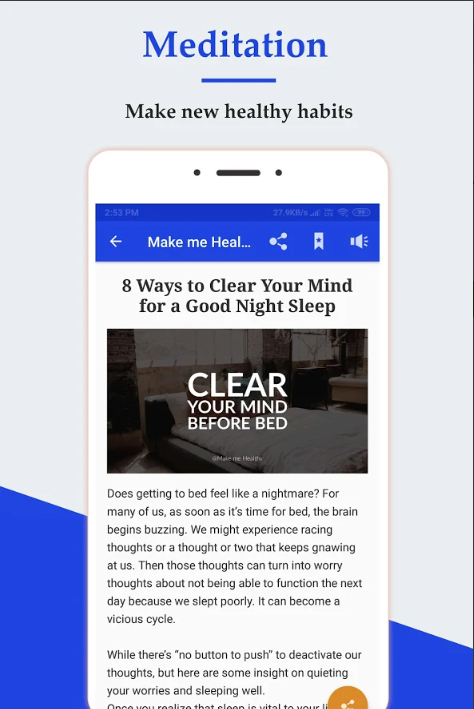 Meditation
Make new healthy habits
2:53 PM 27.9KB/s
Make me Heal...
8 Ways to Clear Your Mind
for a Good Night Sleep
CLEAR
YOUR MIND
BEFORE BED
@Make me Healthy
Does getting to bed feel like a nightmare? For
many of us, as soon as it's time for bed, the brain
begins buzzing. We might experience racing
thoughts or a thought or two that keeps gnawing
at us. Then those thoughts can turn into worry
thoughts about not being able to function the next
day because we slept poorly. It can become a
vicious cycle.
While there's “no button to push” to deactivate our
thoughts, but here are some insight on quieting
your worries and sleeping well.
Once you realize that sleep is vital to your